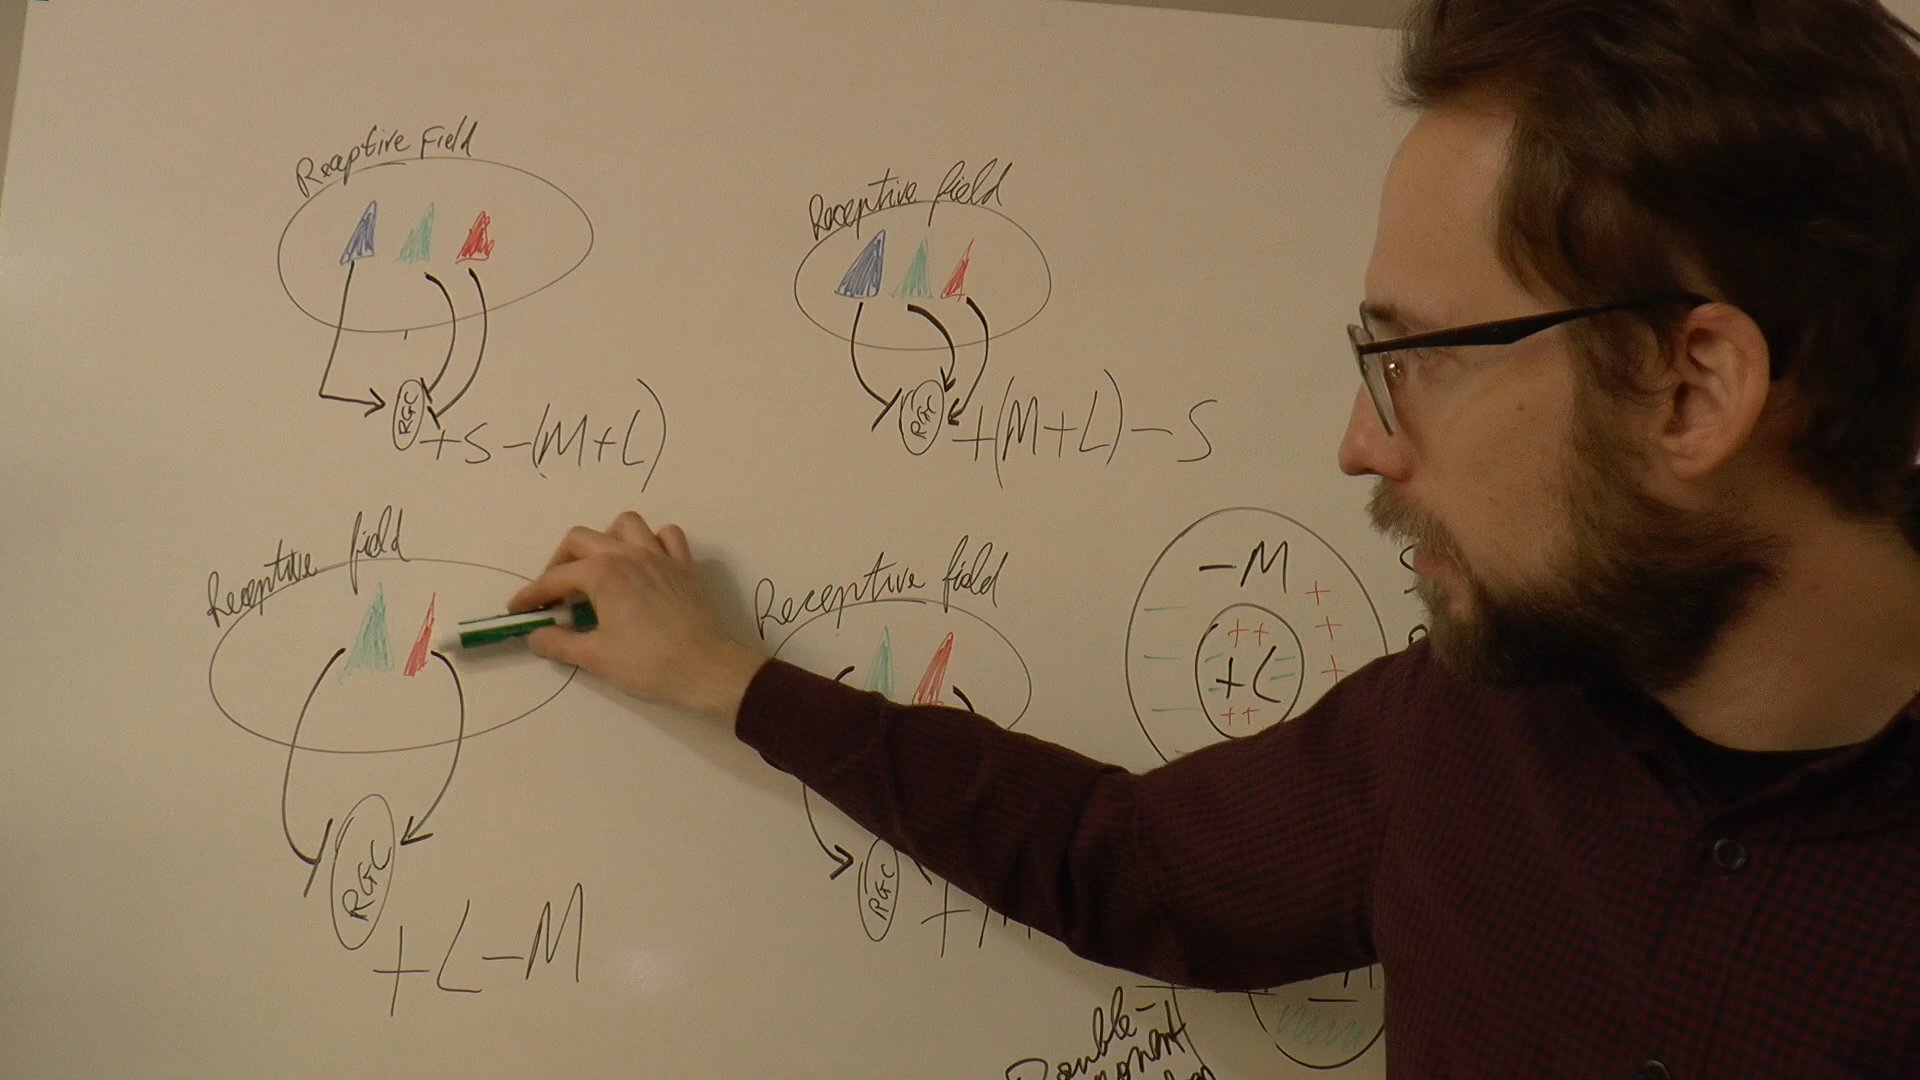 Receptive Field
RGC
+S-(M+L)
Receptive field
RGC
+(M+L)-S
Receptive field
RGC
+L-M
Receptive field
RGC
-M
+
+
+
++
+L
++
Double-